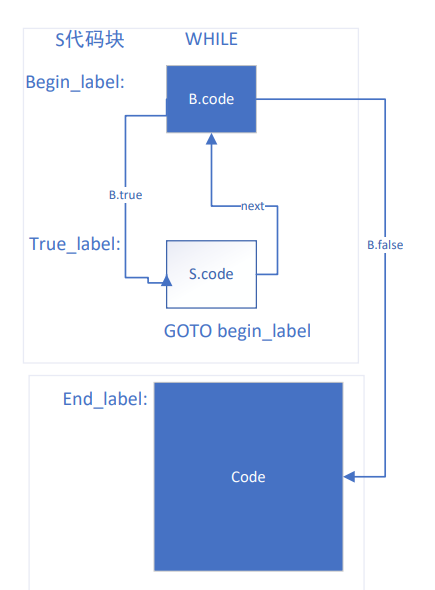 S代码块
WHILE
Begin_label:
B.code
B.true
next
True_label:
B.false
S.code
GOTO begin_label
End_label:
Code